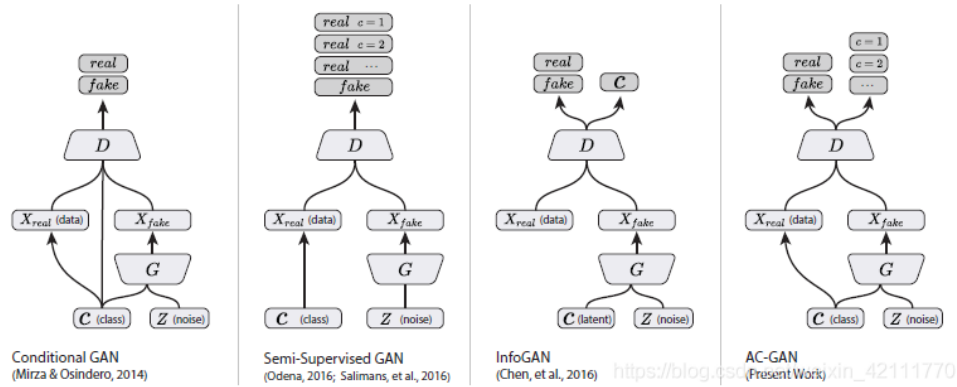 real
fake
D
X_real (data)
X_fake
G
C (class)
Z (noise)
Conditional GAN
(Mirza & Osindero, 2014)
real c = 1
real c = 2
real ...
fake
D
X_real (data)
X_fake
G
C (class)
Z (noise)
Semi-Supervised GAN
(Odena, 2016; Salimans, et al., 2016)
real
fake
C
D
X_real (data)
X_fake
G
C (latent)
Z (noise)
InfoGAN
(Chen, et al., 2016)
real
fake
c = 1
c = 2
...
D
X_real (data)
X_fake
G
C (class)
Z (noise)
AC-GAN
(Present Work)